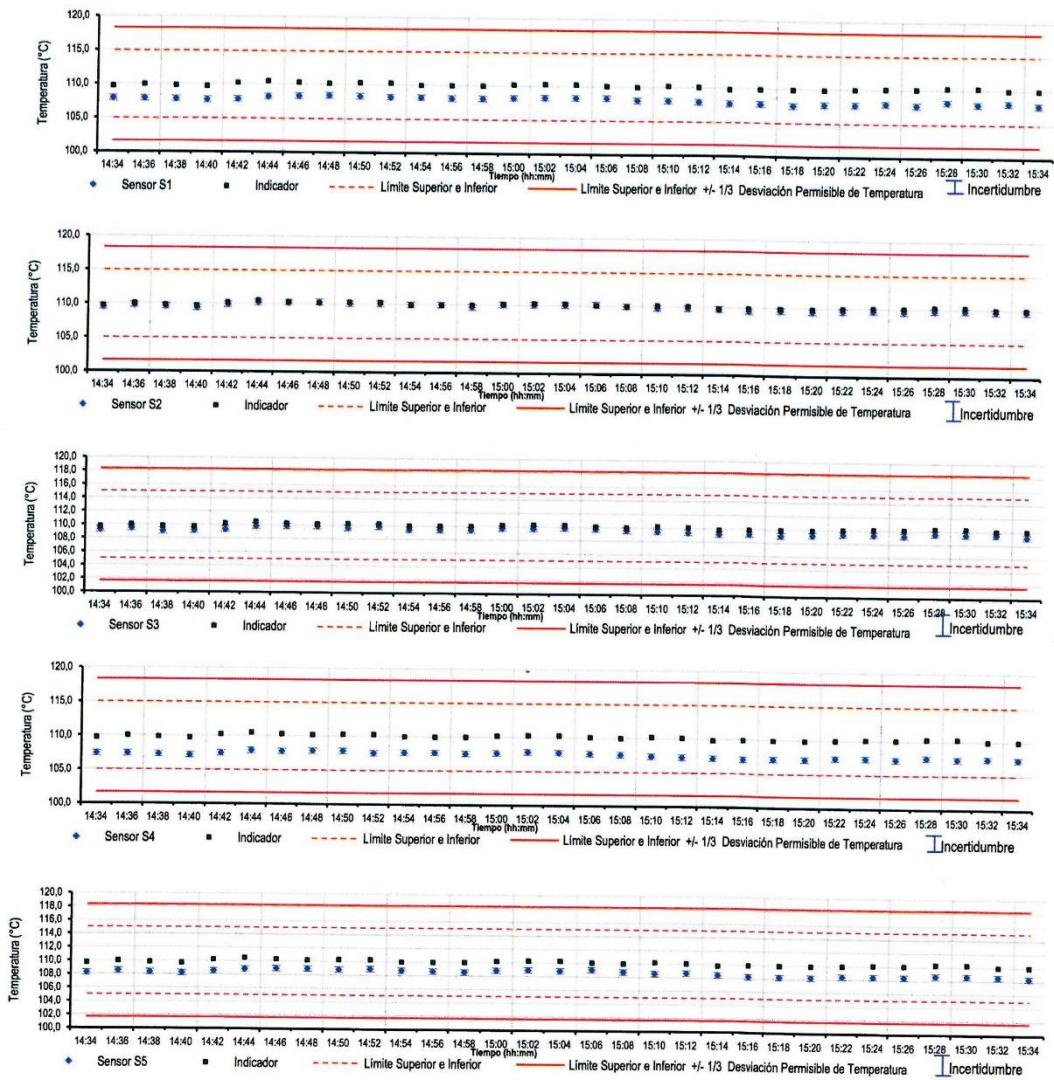 120,0
115,0
110,0
105,0
100,0
Temperatura (°C)
14:34 14:36 14:38 14:40 14:42 14:44 14:46 14:48 14:50 14:52 14:54 14:56 14:58 15:00 15:02 15:04 15:06 15:08 15:10 15:12 15:14 15:16 15:18 15:20 15:22 15:24 15:26 15:28 15:30 15:32 15:34
Tiempo (hh:mm)
Sensor S1 Indicador Límite Superior e Inferior Límite Superior e Inferior +/- 1/3 Desviación Permisible de Temperatura Incertidumbre
120,0
115,0
110,0
105,0
100,0
Temperatura (°C)
14:34 14:36 14:38 14:40 14:42 14:44 14:46 14:48 14:50 14:52 14:54 14:56 14:58 15:00 15:02 15:04 15:06 15:08 15:10 15:12 15:14 15:16 15:18 15:20 15:22 15:24 15:26 15:28 15:30 15:32 15:34
Tiempo (hh:mm)
Sensor S2 Indicador Límite Superior e Inferior Límite Superior e Inferior +/- 1/3 Desviación Permisible de Temperatura Incertidumbre
120,0
118,0
116,0
114,0
112,0
110,0
108,0
106,0
104,0
102,0
100,0
Temperatura (°C)
14:34 14:36 14:38 14:40 14:42 14:44 14:46 14:48 14:50 14:52 14:54 14:56 14:58 15:00 15:02 15:04 15:06 15:08 15:10 15:12 15:14 15:16 15:18 15:20 15:22 15:24 15:26 15:28 15:30 15:32 15:34
Tiempo (hh:mm)
Sensor S3 Indicador Límite Superior e Inferior Límite Superior e Inferior +/- 1/3 Desviación Permisible de Temperatura Incertidumbre
120,0
115,0
110,0
105,0
100,0
Temperatura (°C)
14:34 14:36 14:38 14:40 14:42 14:44 14:46 14:48 14:50 14:52 14:54 14:56 14:58 15:00 15:02 15:04 15:06 15:08 15:10 15:12 15:14 15:16 15:18 15:20 15:22 15:24 15:26 15:28 15:30 15:32 15:34
Tiempo (hh:mm)
Sensor S4 Indicador Límite Superior e Inferior Límite Superior e Inferior +/- 1/3 Desviación Permisible de Temperatura Incertidumbre
120,0
118,0
116,0
114,0
112,0
110,0
108,0
106,0
104,0
102,0
100,0
Temperatura (°C)
14:34 14:36 14:38 14:40 14:42 14:44 14:46 14:48 14:50 14:52 14:54 14:56 14:58 15:00 15:02 15:04 15:06 15:08 15:10 15:12 15:14 15:16 15:18 15:20 15:22 15:24 15:26 15:28 15:30 15:32 15:34
Tiempo (hh:mm)
Sensor S5 Indicador Límite Superior e Inferior Límite Superior e Inferior +/- 1/3 Desviación Permisible de Temperatura Incertidumbre